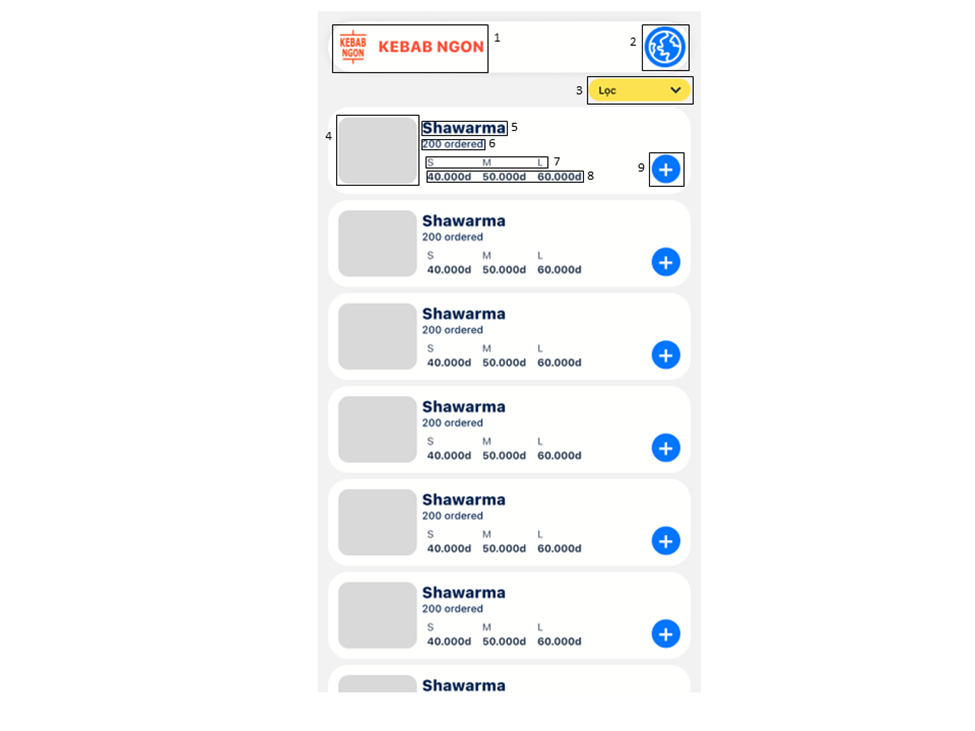 KEBAB
NGON
KEBAB NGON 1
2
3 Lọc
4
Shawarma 5
200 ordered 6
S M L 7
40.000d 50.000d 60.000d 8
9
Shawarma
200 ordered
S M L
40.000d 50.000d 60.000d
Shawarma
200 ordered
S M L
40.000d 50.000d 60.000d
Shawarma
200 ordered
S M L
40.000d 50.000d 60.000d
Shawarma
200 ordered
S M L
40.000d 50.000d 60.000d
Shawarma
200 ordered
S M L
40.000d 50.000d 60.000d
Shawarma